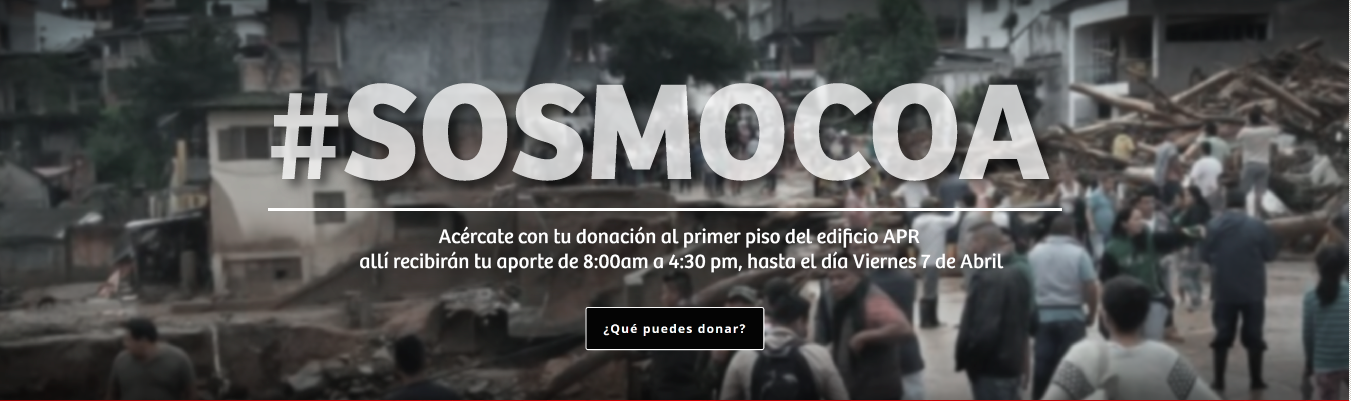 #SOSMOCOA
Acércate con tu donación al primer piso del edificio APR
allí recibirán tu aporte de 8:00am a 4:30 pm, hasta el día Viernes 7 de Abril
¿Qué puedes donar?